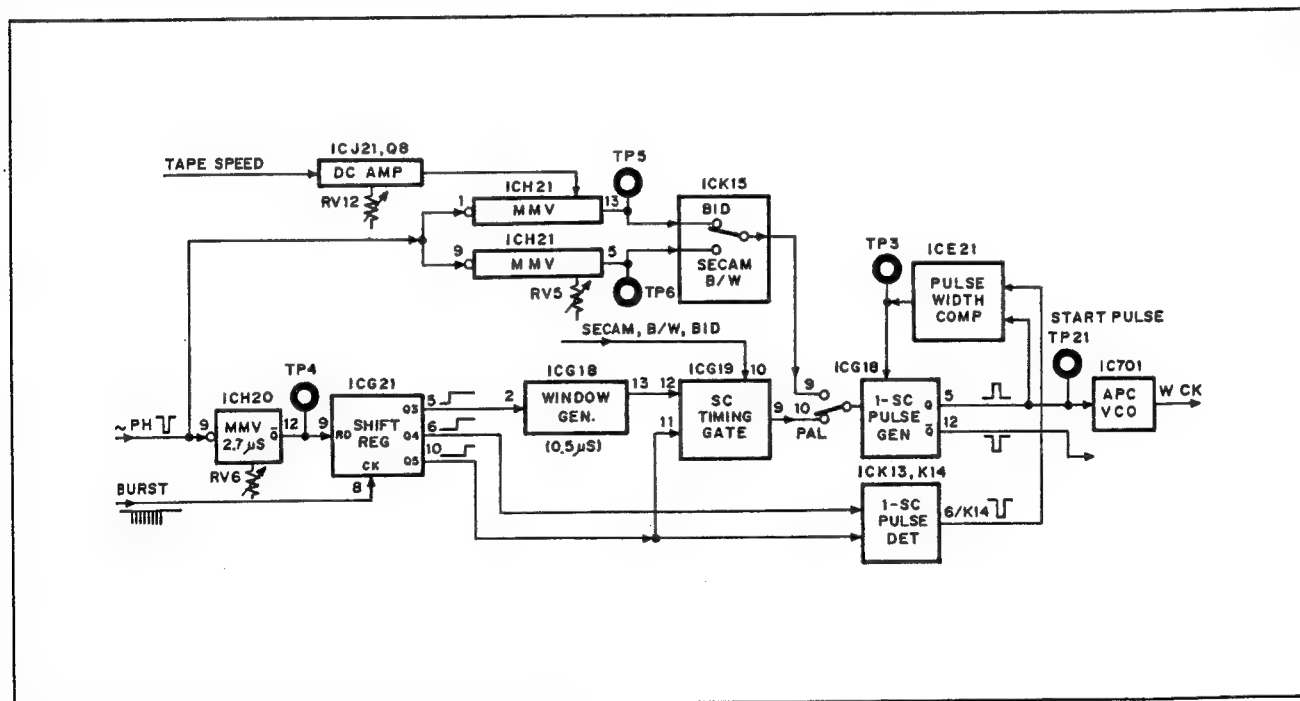 ICJ21, Q8
TAPE SPEED
DC AMP
RV12
TP5
ICH21
1
MMV
13
ICH21
9
MMV
5
RV5
TP6
ICK15
BID
SECAM
B/W
TP3
ICE21
PULSE
WIDTH
COMP
START PULSE
TP21
SECAM, B/W, BID
TP4
ICH20
~PH
9
MMV
2.7µS
Q̅
12
RV6
BURST
ICG21
9
RD
SHIFT
REG
CK
8
Q3
5
Q4
6
Q5
10
ICG18
2
WINDOW
GEN.
13
(0.5µS)
ICG19
10
12
11
SC
TIMING
GATE
9
9
10
PAL
ICG18
1-SC
PULSE
GEN
Q
5
Q̅
12
IC701
APC
VCO
W CK
ICK13, K14
1-SC
PULSE
DET
6/K14